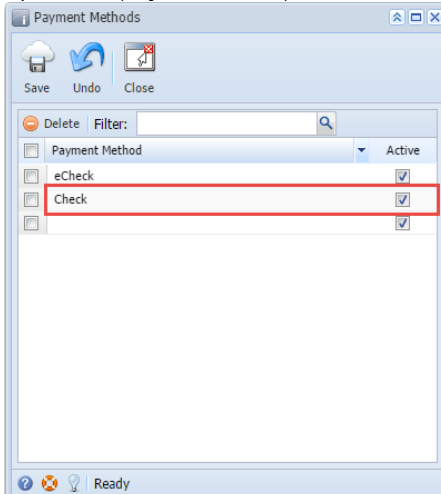 Payment Methods
Save Undo Close
Delete Filter:
Payment Method Active
eCheck
Check
Ready